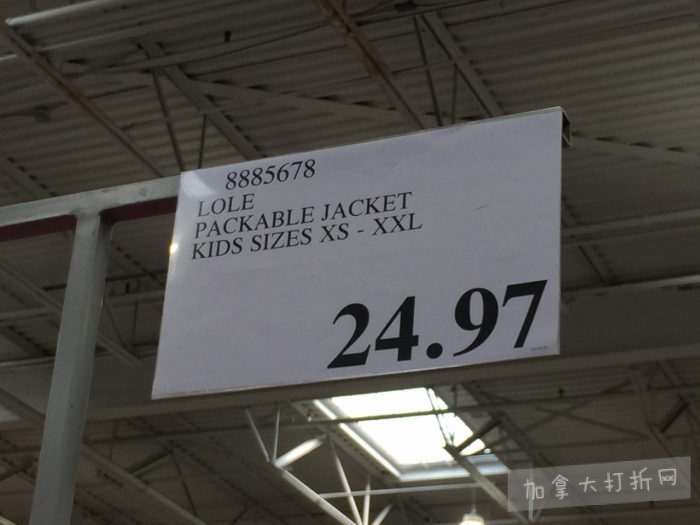 8885678
LOLE
PACKABLE JACKET
KIDS SIZES XS - XXL
24.97
加拿大打折网